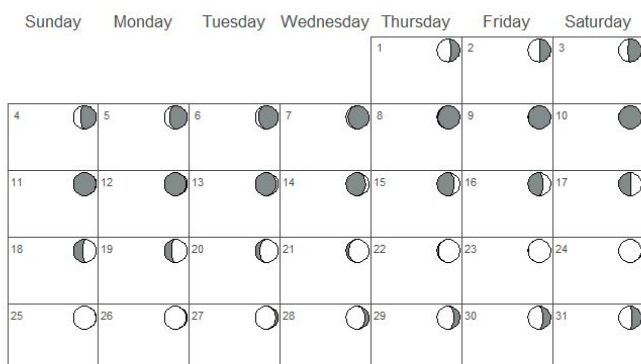 Sunday Monday Tuesday Wednesday Thursday Friday Saturday
1 2 3
4 5 6 7 8 9 10
11 12 13 14 15 16 17
18 19 20 21 22 23 24
25 26 27 28 29 30 31